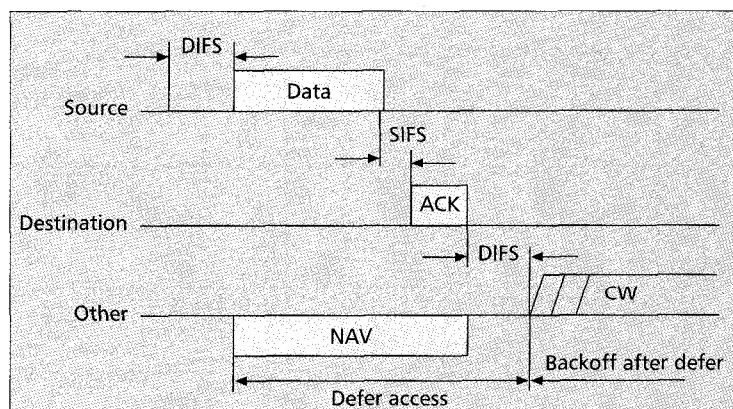 DIFS
Data
Source
SIFS
ACK
Destination
DIFS
CW
Other
NAV
Backoff after defer
Defer access